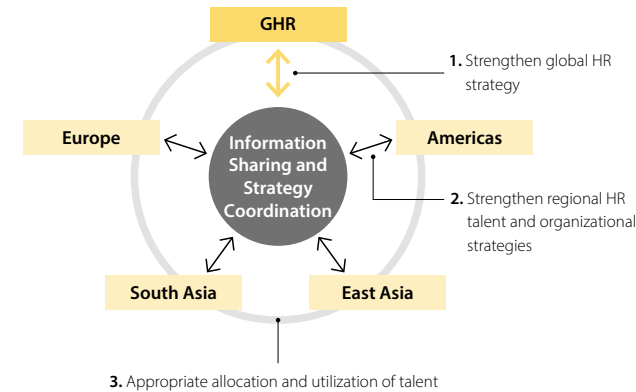 GHR
1. Strengthen global HR
strategy
Europe
Information
Sharing and
Strategy
Coordination
Americas
2. Strengthen regional HR
talent and organizational
strategies
South Asia
East Asia
3. Appropriate allocation and utilization of talent